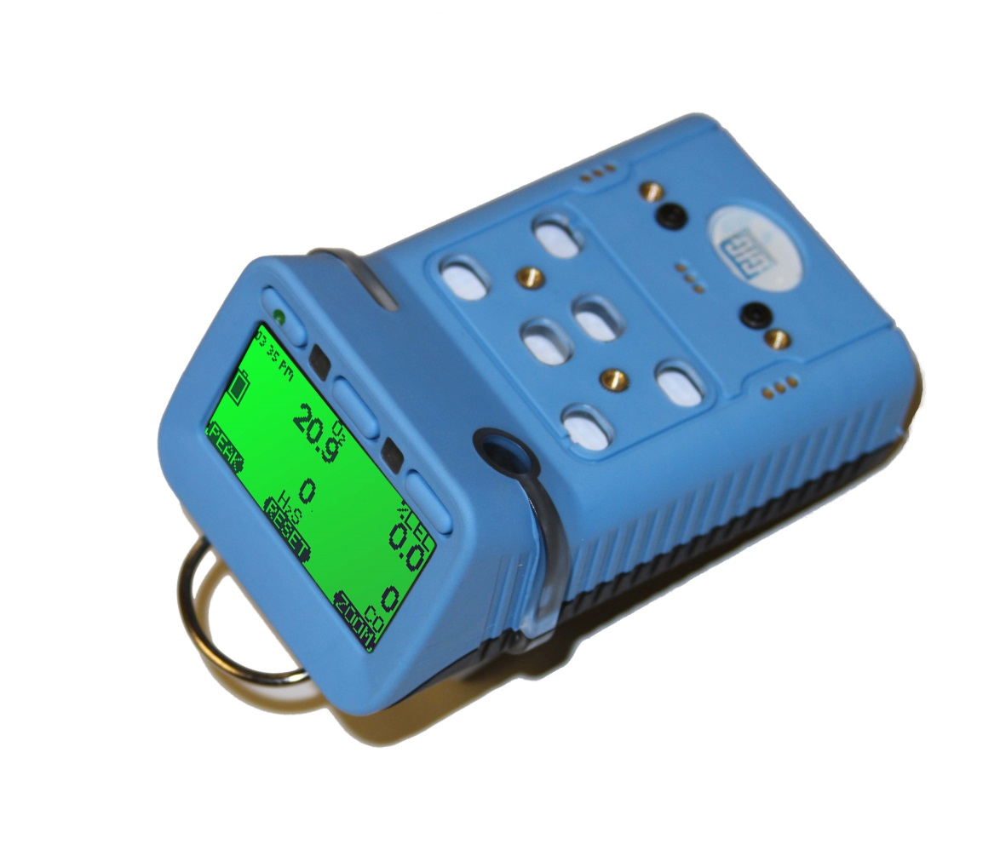 03:35 PM
O₂
20.9
%LEL
0.0
0
H₂S
0
CO
PEAK
RESET
ZOOM
GfG